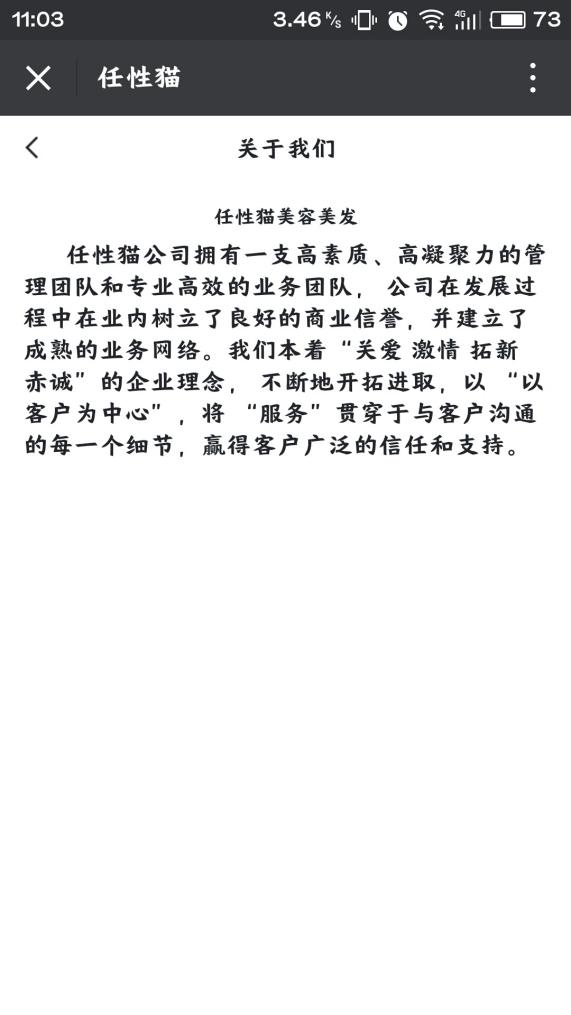 11:03 3.46 K/s 4G 73
任性猫
关于我们
任性猫美容美发
任性猫公司拥有一支高素质、高凝聚力的管
理团队和专业高效的业务团队, 公司在发展过
程中在业内树立了良好的商业信誉,并建立了
成熟的业务网络。我们本着“关爱 激情 拓新
赤诚”的企业理念, 不断地开拓进取,以“以
客户为中心”,将“服务”贯穿于与客户沟通
的每一个细节,赢得客户广泛的信任和支持。